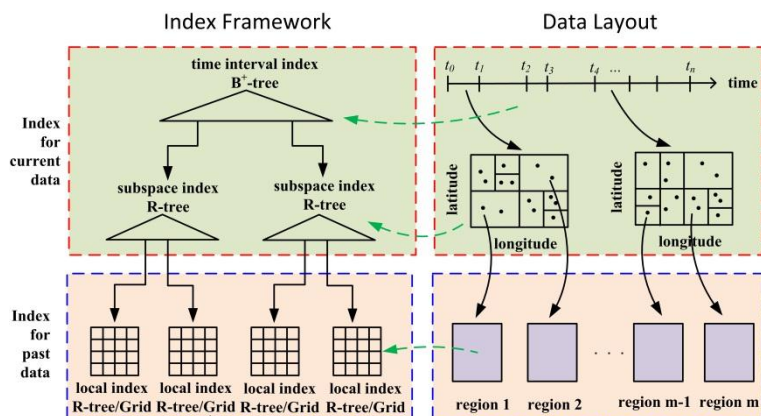 Index Framework
Data Layout
time interval index
B+-tree
Index
for
current
data
subspace index
R-tree
subspace index
R-tree
t0 t1 t2 t3 t4 ... tn
time
latitude
longitude
latitude
longitude
Index
for
past
data
local index
R-tree/Grid
local index
R-tree/Grid
local index
R-tree/Grid
local index
R-tree/Grid
. . .
region 1
region 2
region m-1
region m